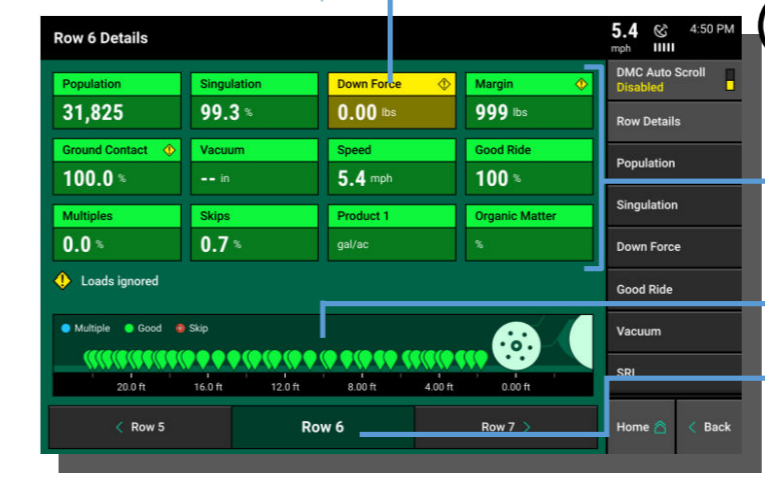 Row 6 Details
5.4 mph
4:50 PM
Population
31,825
Singulation
99.3 %
Down Force
0.00 lbs
Margin
999 lbs
Ground Contact
100.0 %
Vacuum
-- in
Speed
5.4 mph
Good Ride
100 %
Multiples
0.0 %
Skips
0.7 %
Product 1
gal/ac
Organic Matter
%
Loads ignored
Multiple Good Skip
20.0 ft 16.0 ft 12.0 ft 8.00 ft 4.00 ft 0.00 ft
< Row 5 Row 6 Row 7 >
DMC Auto Scroll
Disabled
Row Details
Population
Singulation
Down Force
Good Ride
Vacuum
SRI
Home < Back